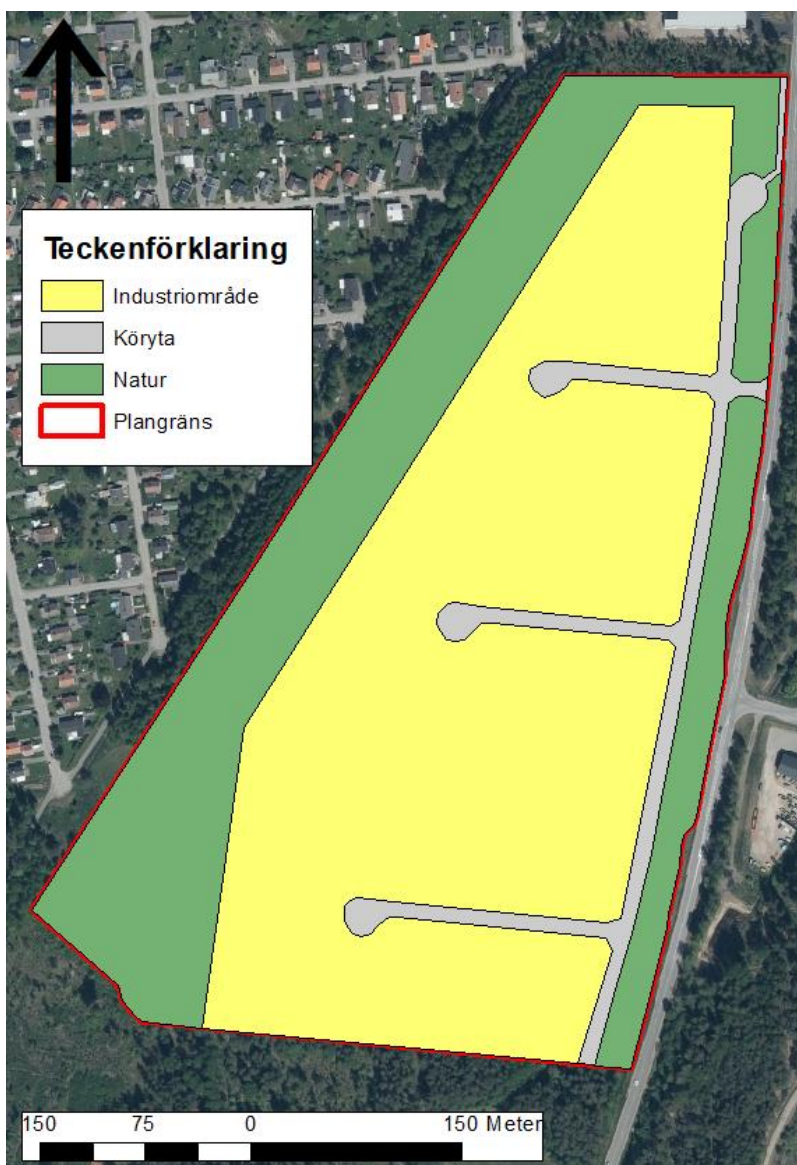 Teckenförklaring
Industriområde
Köryta
Natur
Plangräns
150 75 0 150 Meter